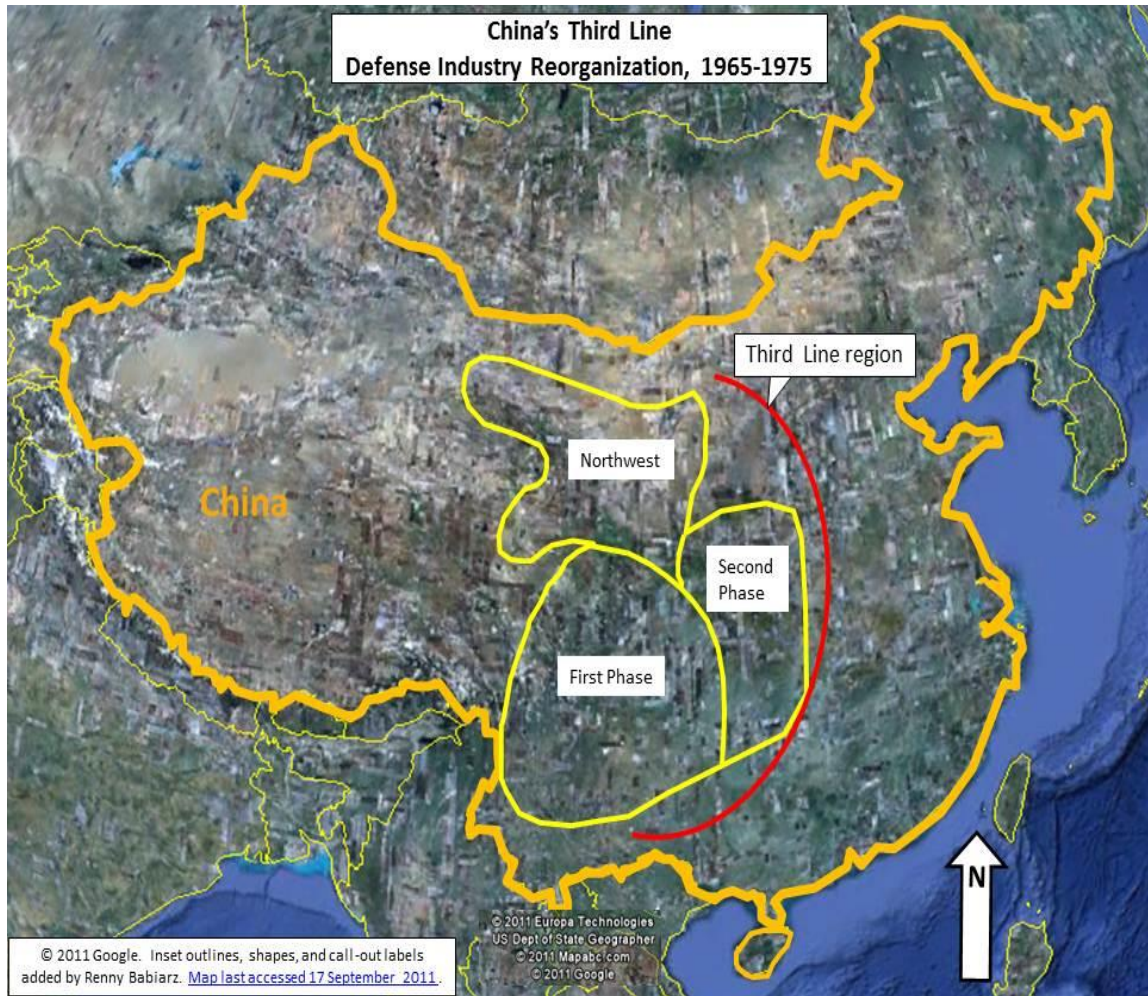 China's Third Line
Defense Industry Reorganization, 1965-1975
Third Line region
Northwest
China
Second
Phase
First Phase
N
© 2011 Europa Technologies
US Dept of State Geographer
© 2011 Mapabc.com
© 2011 Google
© 2011 Google. Inset outlines, shapes, and call-out labels
added by Renny Babiarz. Map last accessed 17 September 2011.